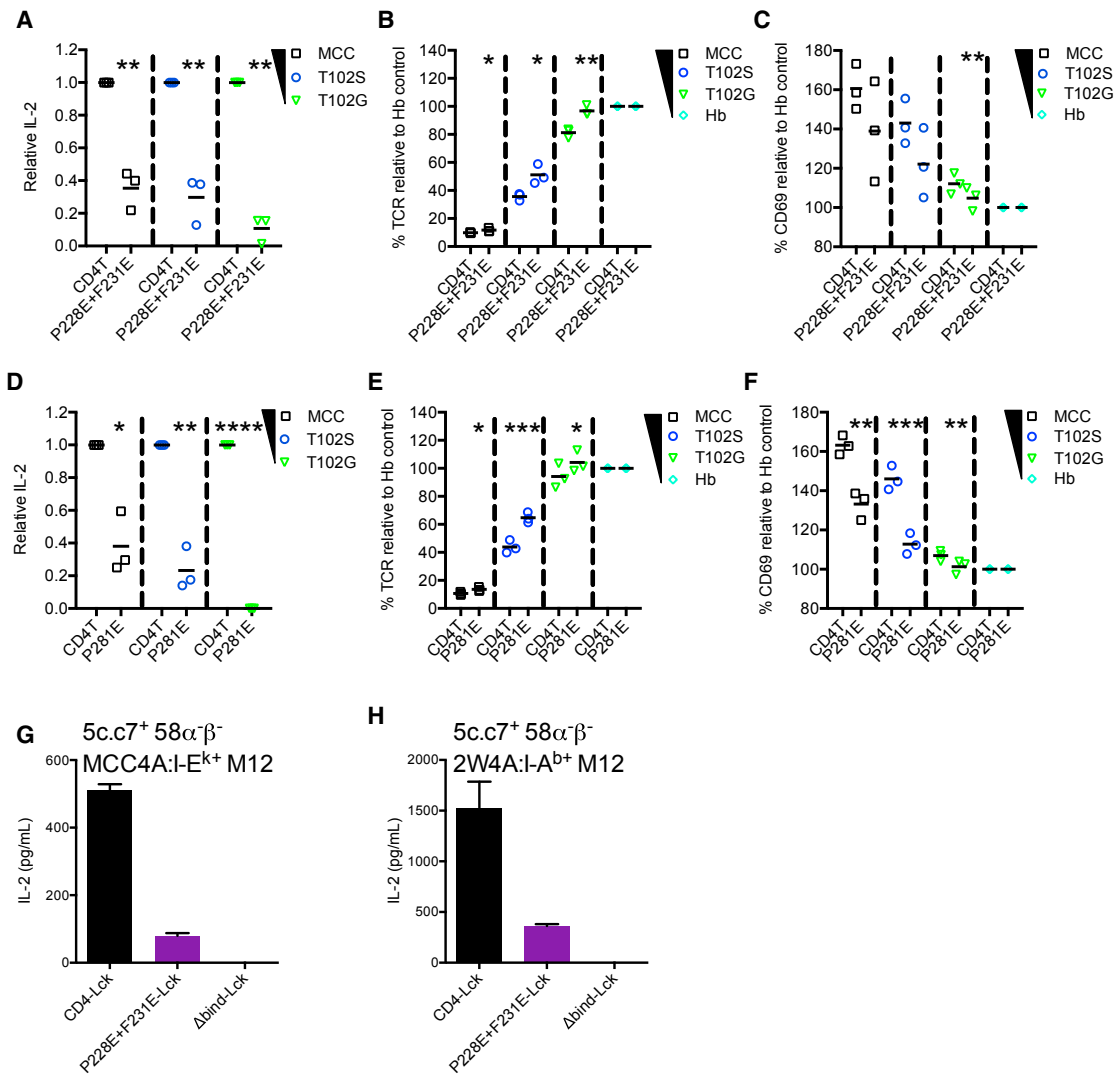 A
Relative IL-2
1.2
1.0
0.8
0.6
0.4
0.2
0.0
** ** **
MCC
T102S
T102G
CD4T
P228E+F231E
CD4T
P228E+F231E
CD4T
P228E+F231E
B
% TCR relative to Hb control
140
120
100
80
60
40
20
0
* * **
MCC
T102S
T102G
Hb
CD4T
P228E+F231E
CD4T
P228E+F231E
CD4T
P228E+F231E
CD4T
P228E+F231E
C
% CD69 relative to Hb control
180
160
140
120
100
80
**
MCC
T102S
T102G
Hb
CD4T
P228E+F231E
CD4T
P228E+F231E
CD4T
P228E+F231E
CD4T
P228E+F231E
D
Relative IL-2
1.2
1.0
0.8
0.6
0.4
0.2
0.0
* ** ****
MCC
T102S
T102G
CD4T
P281E
CD4T
P281E
CD4T
P281E
E
% TCR relative to Hb control
140
120
100
80
60
40
20
0
* *** *
MCC
T102S
T102G
Hb
CD4T
P281E
CD4T
P281E
CD4T
P281E
CD4T
P281E
F
% CD69 relative to Hb control
180
160
140
120
100
80
** *** **
MCC
T102S
T102G
Hb
CD4T
P281E
CD4T
P281E
CD4T
P281E
CD4T
P281E
G
5c.c7⁺ 58α⁻β⁻
MCC4A:I-Eᵏ⁺ M12
IL-2 (pg/mL)
600
400
200
0
CD4-Lck
P228E+F231E-Lck
Δbind-Lck
H
5c.c7⁺ 58α⁻β⁻
2W4A:I-Aᵇ⁺ M12
IL-2 (pg/mL)
2000
1500
1000
500
0
CD4-Lck
P228E+F231E-Lck
Δbind-Lck